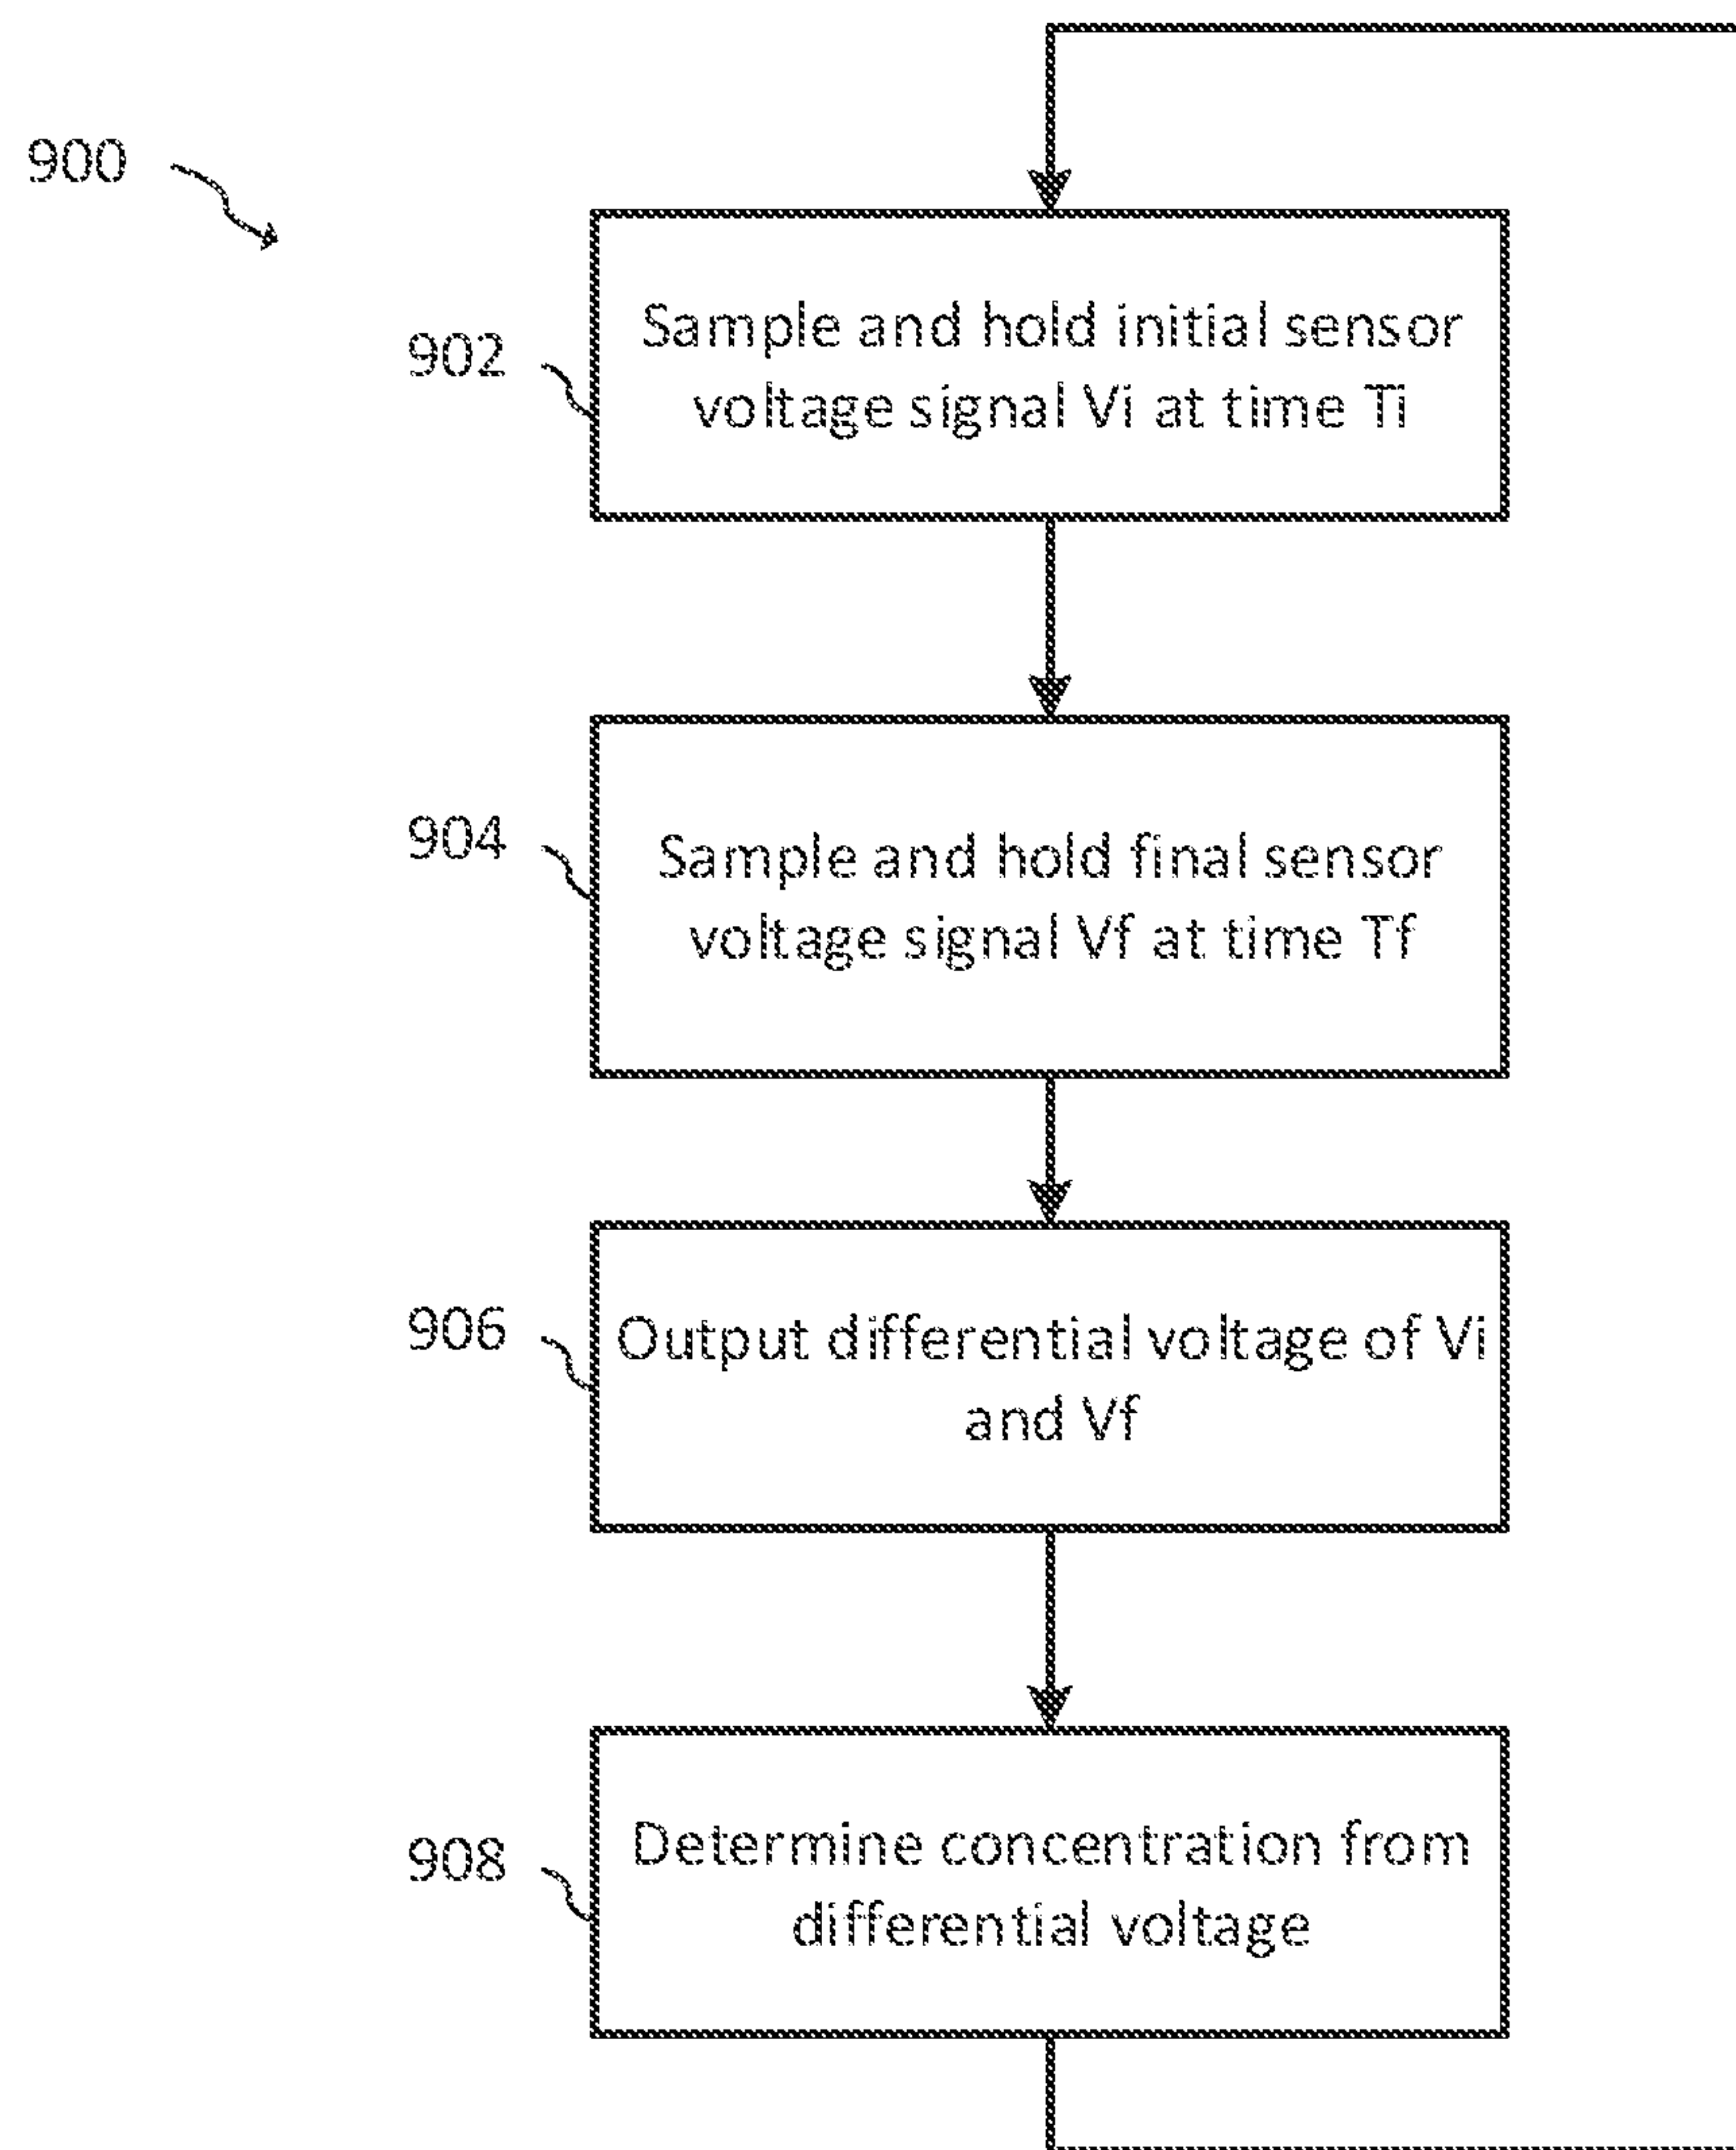 900
902
Sample and hold initial sensor
voltage signal Vi at time Ti
904
Sample and hold final sensor
voltage signal Vf at time Tf
906
Output differential voltage of Vi
and Vf
908
Determine concentration from
differential voltage